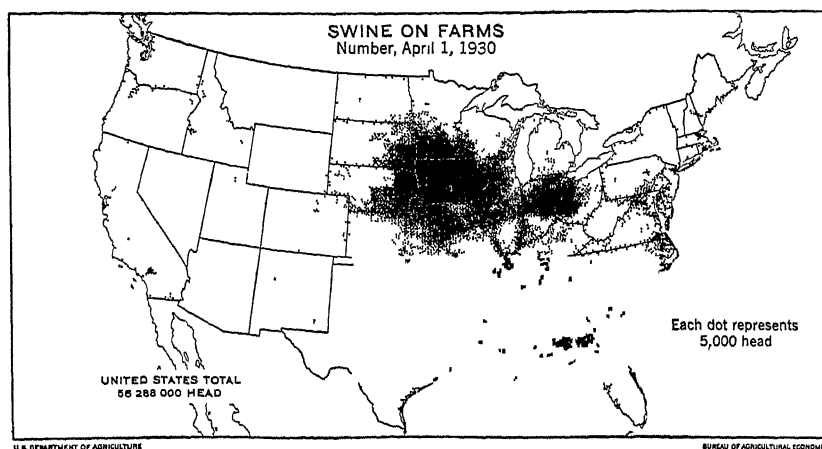 SWINE ON FARMS
Number, April 1, 1930
Each dot represents
5,000 head
UNITED STATES TOTAL
56 288 000 HEAD
U.S. DEPARTMENT OF AGRICULTURE
BUREAU OF AGRICULTURAL ECONOMI